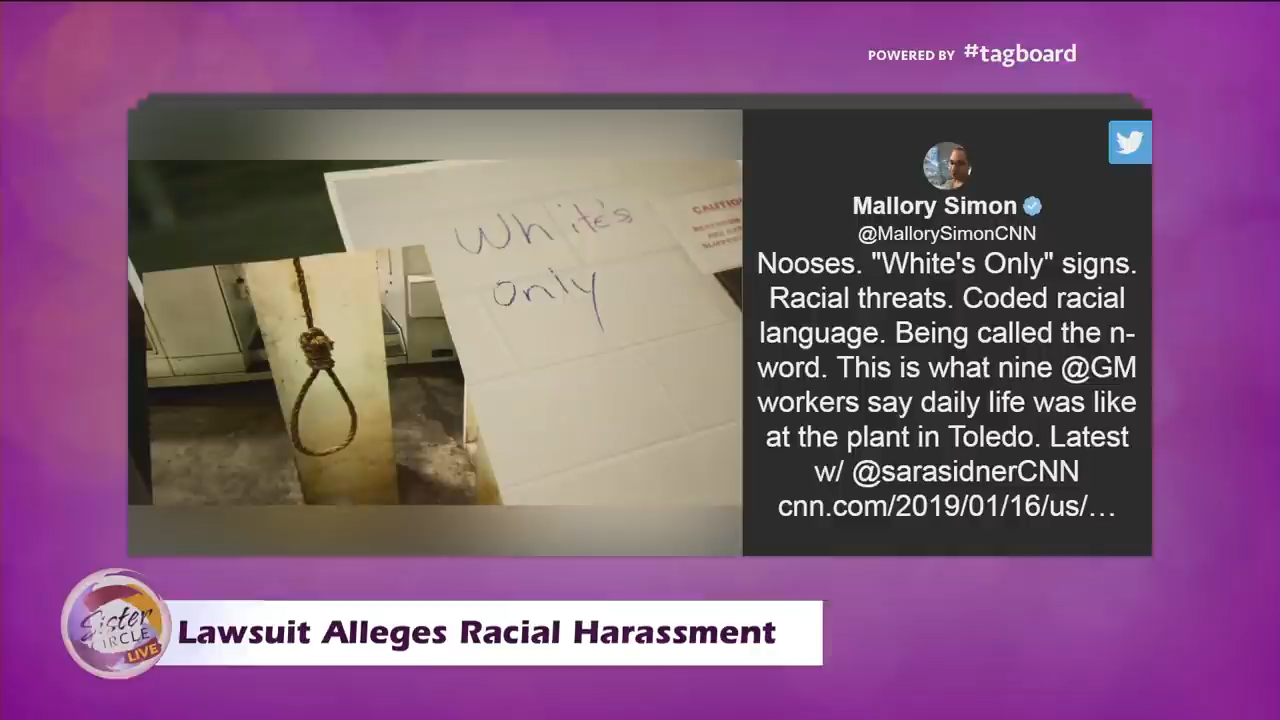 POWERED BY #tagboard
White's
only
CAUTION
Mallory Simon
@MallorySimonCNN
Nooses. "White's Only" signs.
Racial threats. Coded racial
language. Being called the n-
word. This is what nine @GM
workers say daily life was like
at the plant in Toledo. Latest
w/ @sarasidnerCNN
cnn.com/2019/01/16/us/…
Sister
CIRCLE
LIVE
Lawsuit Alleges Racial Harassment